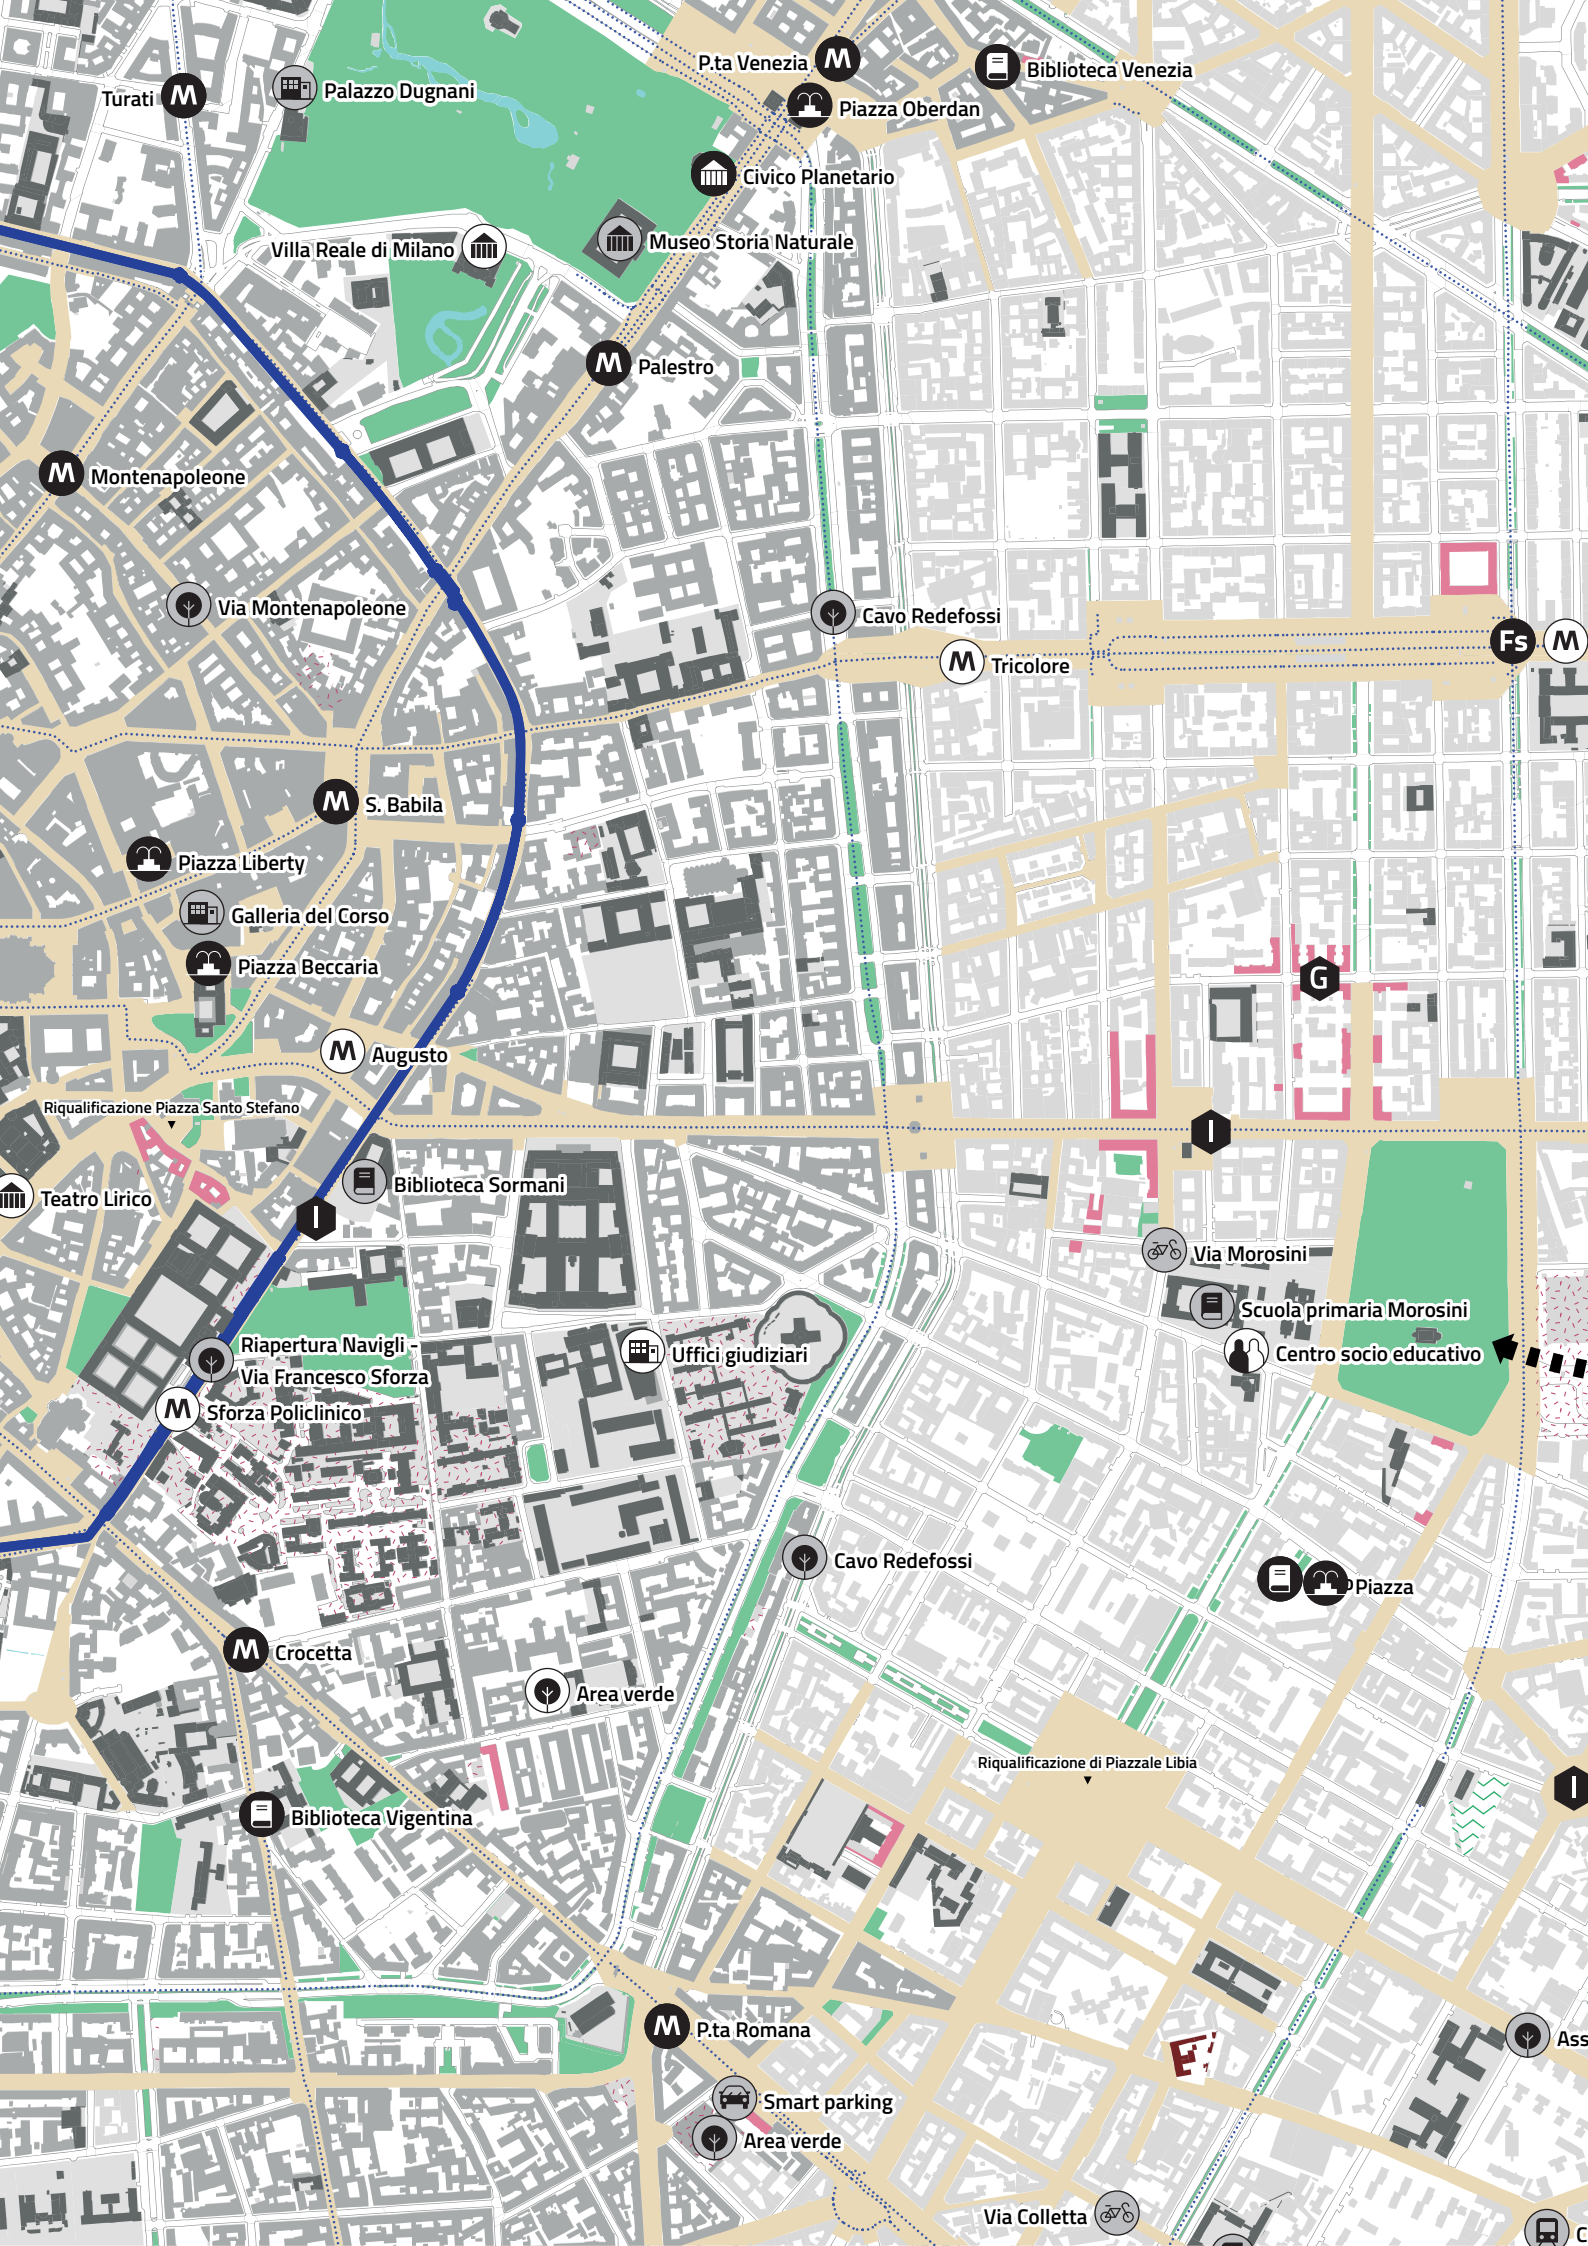 P.ta Venezia
M
Biblioteca Venezia
Turati
M
Palazzo Dugnani
Piazza Oberdan
Civico Planetario
Villa Reale di Milano
Museo Storia Naturale
M
Palestro
M
Montenapoleone
Via Montenapoleone
Cavo Redefossi
M
Tricolore
Fs
M
M
S. Babila
Piazza Liberty
Galleria del Corso
Piazza Beccaria
G
M
Augusto
Riqualificazione Piazza Santo Stefano
I
Teatro Lirico
Biblioteca Sormani
I
Via Morosini
Scuola primaria Morosini
Riapertura Navigli -
Via Francesco Sforza
Uffici giudiziari
Centro socio educativo
M
Sforza Policlinico
Cavo Redefossi
Piazza
M
Crocetta
Area verde
Riqualificazione di Piazzale Libia
I
Biblioteca Vigentina
M
P.ta Romana
Ass
Smart parking
Area verde
Via Colletta
C